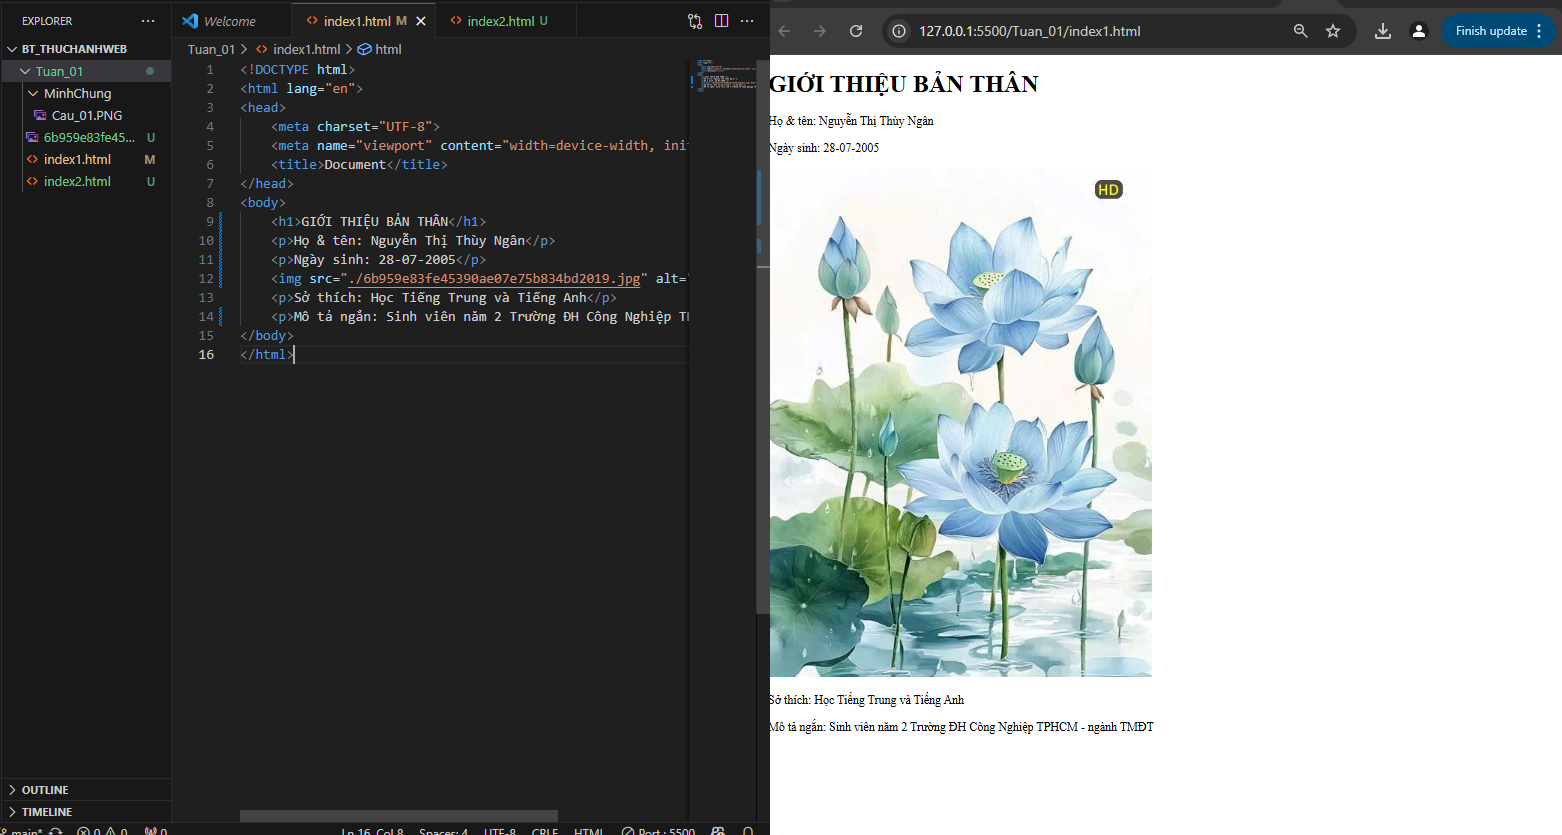 EXPLORER
BT_THUCHANHWEB
Tuan_01
MinhChung
Cau_01.PNG
6b959e83fe45... U
index1.html M
index2.html U
OUTLINE
TIMELINE
Welcome
index1.html M
index2.html U
Tuan_01 > index1.html > html
1 <!DOCTYPE html>
2 <html lang="en">
3 <head>
4 <meta charset="UTF-8">
5 <meta name="viewport" content="width=device-width, init
6 <title>Document</title>
7 </head>
8 <body>
9 <h1>GIỚI THIỆU BẢN THÂN</h1>
10 <p>Họ & tên: Nguyễn Thị Thùy Ngân</p>
11 <p>Ngày sinh: 28-07-2005</p>
12 <img src="./6b959e83fe45390ae07e75b834bd2019.jpg" alt="
13 <p>Sở thích: Học Tiếng Trung và Tiếng Anh</p>
14 <p>Mô tả ngắn: Sinh viên năm 2 Trường ĐH Công Nghiệp
15 </body>
16 </html>
main* 0 0 0 Ln 16, Col 8 Spaces: 4 UTF-8 CRLF HTML Port : 5500
127.0.0.1:5500/Tuan_01/index1.html
Finish update
GIỚI THIỆU BẢN THÂN
Họ & tên: Nguyễn Thị Thùy Ngân
Ngày sinh: 28-07-2005
HD
Sở thích: Học Tiếng Trung và Tiếng Anh
Mô tả ngắn: Sinh viên năm 2 Trường ĐH Công Nghiệp TPHCM - ngành TMĐT